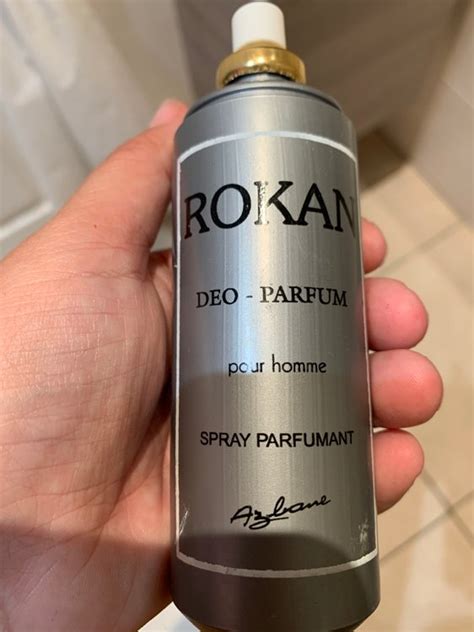 ROKAN
DEO - PARFUM
pour homme
SPRAY PARFUMANT
Azbane